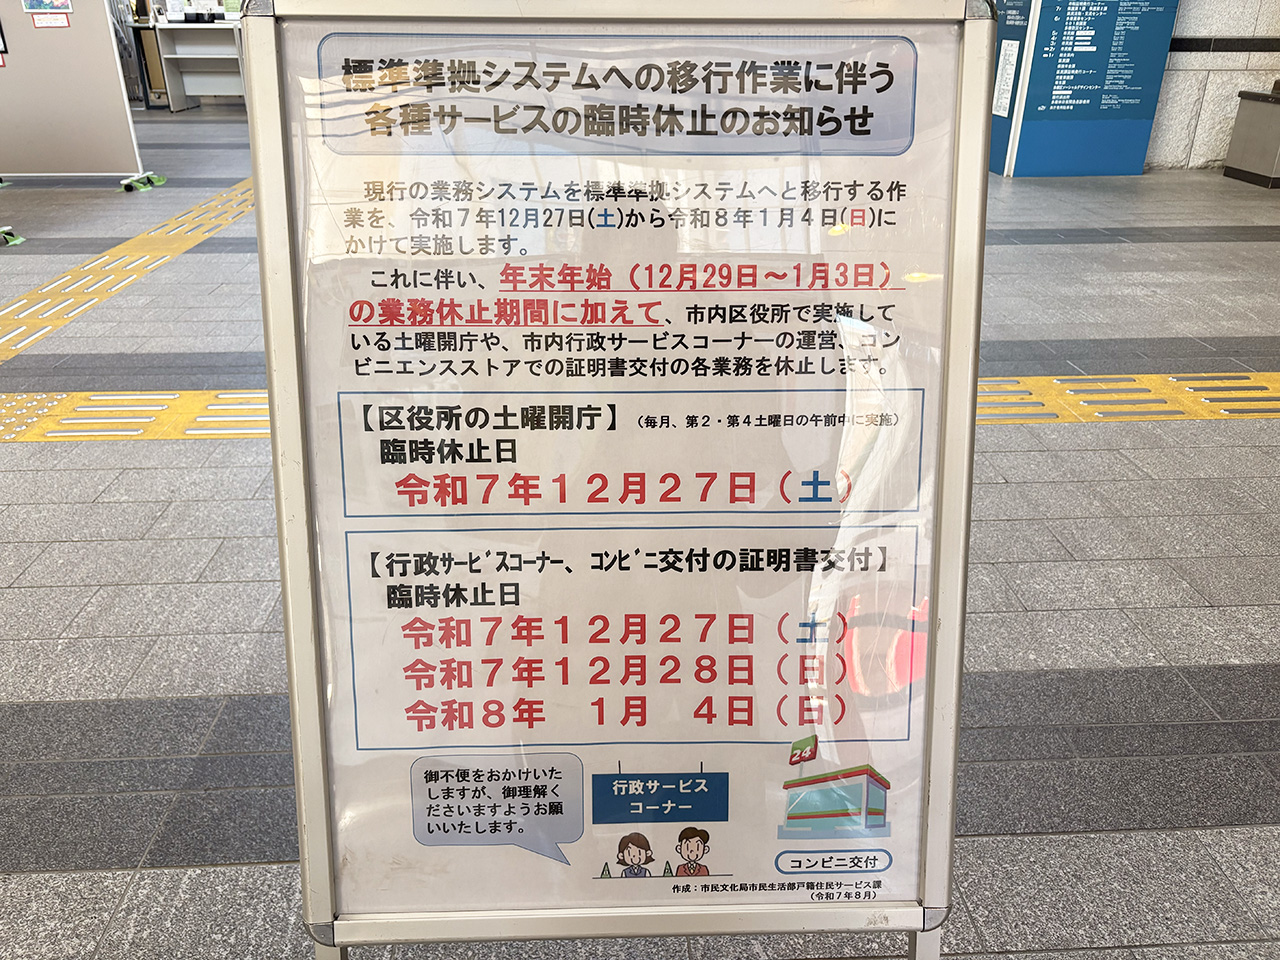 標準準拠システムへの移行作業に伴う
各種サービスの臨時休止のお知らせ
現行の業務システムを標準準拠システムへと移行する作
業を、令和７年12月27日(土)から令和８年１月４日(日)に
かけて実施します。
これに伴い、年末年始（12月29日～1月3日）
の業務休止期間に加えて、市内区役所で実施して
いる土曜開庁や、市内行政サービスコーナーの運営、コン
ビニエンスストアでの証明書交付の各業務を休止します。
【区役所の土曜開庁】（毎月、第２・第４土曜日の午前中に実施）
臨時休止日
令和７年１２月２７日（土）
【行政ｻｰﾋﾞｽｺｰﾅｰ、ｺﾝﾋﾞﾆ交付の証明書交付】
臨時休止日
令和７年１２月２７日（土）
令和７年１２月２８日（日）
令和８年　１月　４日（日）
御不便をおかけいた
しますが、御理解く
ださいますようお願
いいたします。
行政サービス
コーナー
24
コンビニ交付
作成：市民文化局市民生活部戸籍住民サービス課
（令和７年８月）